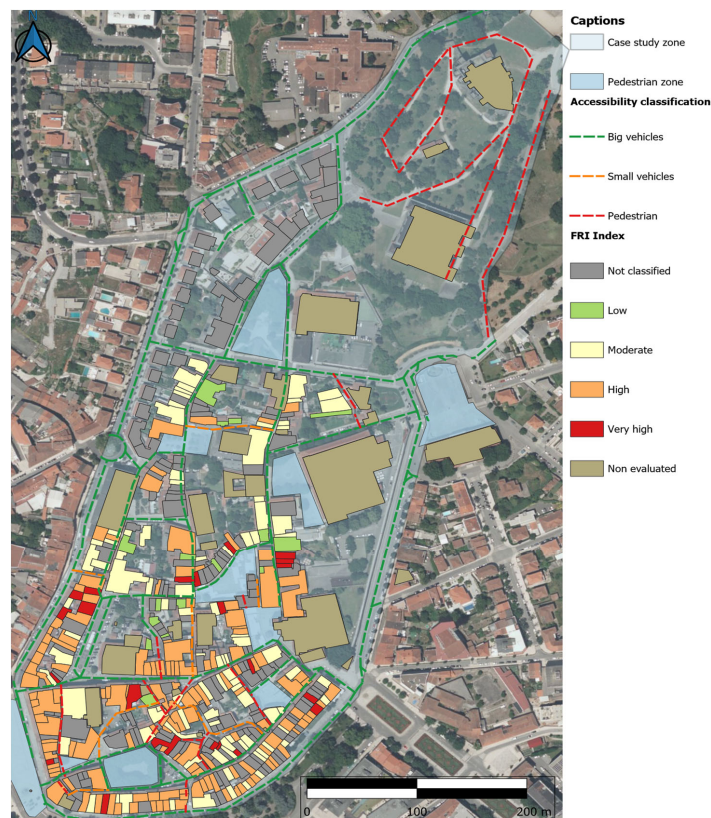 Captions
Case study zone
Pedestrian zone
Accessibility classification
Big vehicles
Small vehicles
Pedestrian
FRI Index
Not classified
Low
Moderate
High
Very high
Non evaluated
0 100 200 m